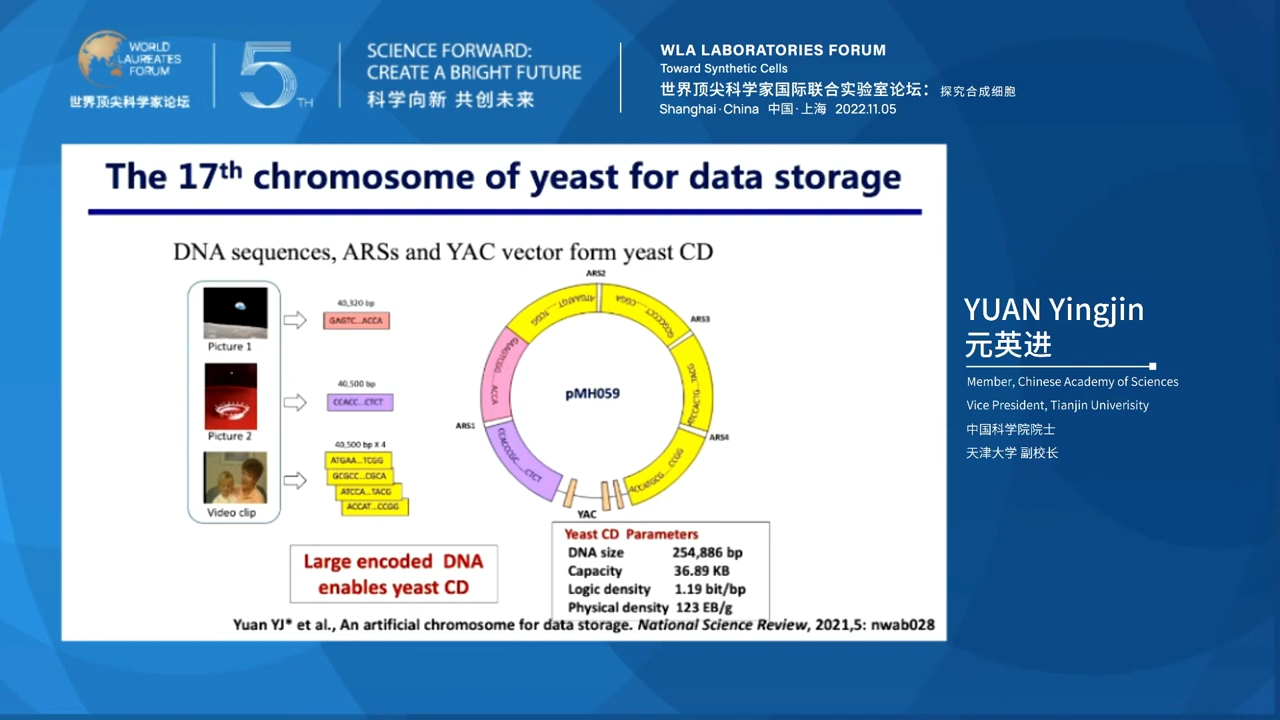 WORLD
LAUREATES
FORUM
世界顶尖科学家论坛
5TH
SCIENCE FORWARD:
CREATE A BRIGHT FUTURE
科学向新 共创未来
WLA LABORATORIES FORUM
Toward Synthetic Cells
世界顶尖科学家国际联合实验室论坛：探究合成细胞
Shanghai·China 中国·上海 2022.11.05
The 17th chromosome of yeast for data storage
DNA sequences, ARSs and YAC vector form yeast CD
Picture 1
40,320 bp
GAGTC...ACCA
Picture 2
40,500 bp
CCACC...CTCT
Video clip
40,500 bp X 4
ATGAA...TCGG
GCGCC...CGCA
ATCCA...TACG
ACCAT...CCGG
ARS2
ARS3
ARS4
ARS1
YAC
pMH059
Large encoded DNA
enables yeast CD
Yeast CD Parameters
DNA size 254,886 bp
Capacity 36.89 KB
Logic density 1.19 bit/bp
Physical density 123 EB/g
Yuan YJ* et al., An artificial chromosome for data storage. National Science Review, 2021,5: nwab028
YUAN Yingjin
元英进
Member, Chinese Academy of Sciences
Vice President, Tianjin Univerisity
中国科学院院士
天津大学 副校长